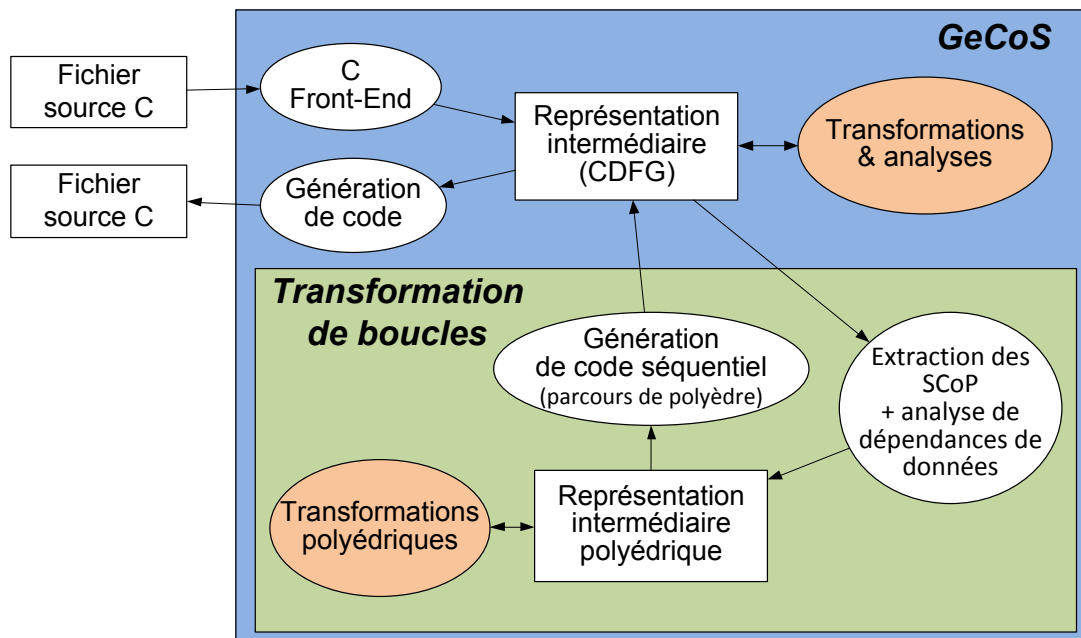 GeCoS
Fichier
source C
C
Front-End
Représentation
intermédiaire
(CDFG)
Transformations
& analyses
Fichier
source C
Génération
de code
Transformation
de boucles
Génération
de code séquentiel
(parcours de polyèdre)
Extraction des
SCoP
+ analyse de
dépendances de
données
Transformations
polyédriques
Représentation
intermédiaire
polyédrique